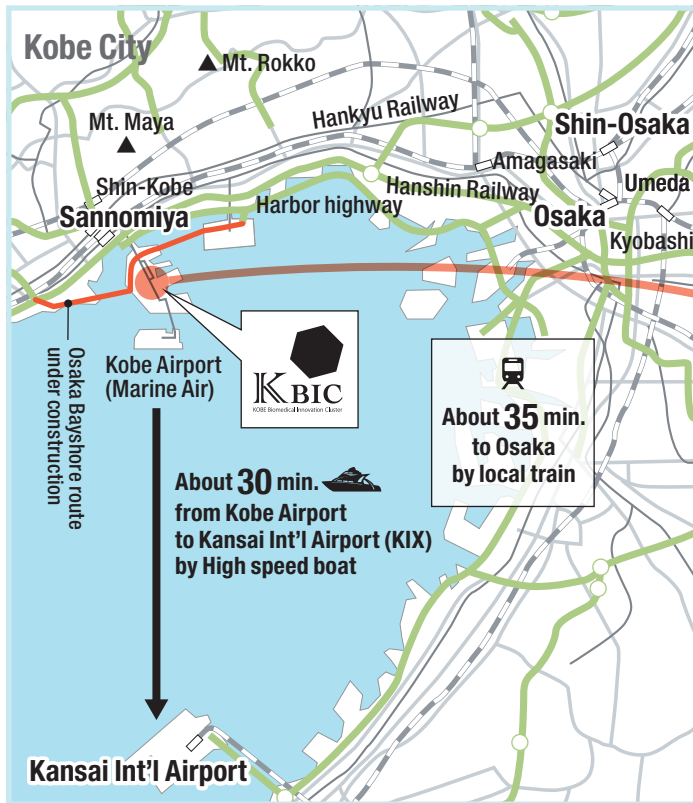 Kobe City
Mt. Rokko
Mt. Maya
Hankyu Railway
Shin-Osaka
Amagasaki
Shin-Kobe
Hanshin Railway
Umeda
Sannomiya
Harbor highway
Osaka
Kyobashi
KBIC
KOBE Biomedical Innovation Cluster
Osaka Bayshore route
under construction
Kobe Airport
(Marine Air)
About 35 min.
to Osaka
by local train
About 30 min.
from Kobe Airport
to Kansai Int'l Airport (KIX)
by High speed boat
Kansai Int'l Airport